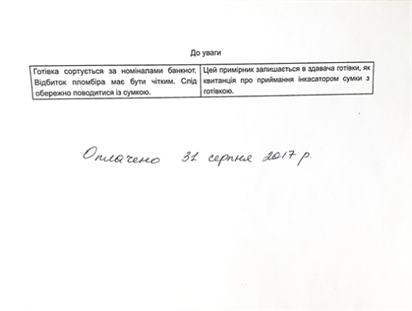 До уваги
Готівка сортується за номіналами банкнот.
Відбиток пломбіра має бути чітким. Слід
обережно поводитися із сумкою.
Цей примірник залишається в здавача готівки, як
квитанція про приймання інкасатором сумки з
готівкою.
Оплачено 31 серпня 2017 р.